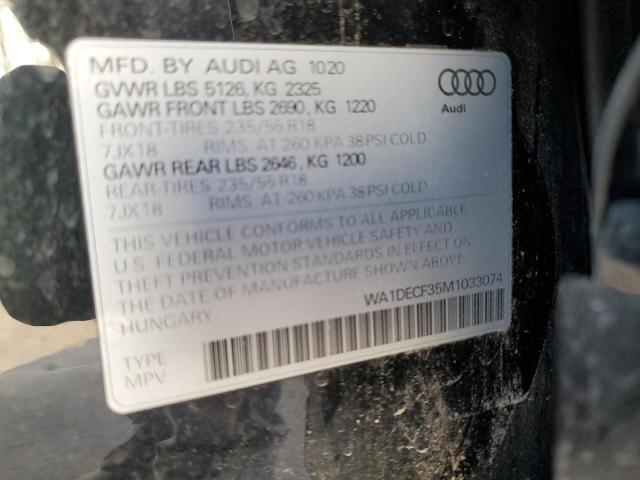 MFD. BY AUDI AG 1020
GVWR LBS 5126, KG 2325
GAWR FRONT LBS 2690, KG 1220
FRONT-TIRES 235/55 R18
7JX18 RIMS, AT 260 KPA 38 PSI COLD
GAWR REAR LBS 2646, KG 1200
REAR-TIRES 235/55 R18
7JX18 RIMS, AT 260 KPA 38 PSI COLD
THIS VEHICLE CONFORMS TO ALL APPLICABLE
U.S. FEDERAL MOTOR VEHICLE SAFETY AND
THEFT PREVENTION STANDARDS IN EFFECT ON
THE DATE OF MANUFACTURE SHOWN ABOVE.
HUNGARY
WA1DECF35M1033074
TYPE:
MPV
Audi